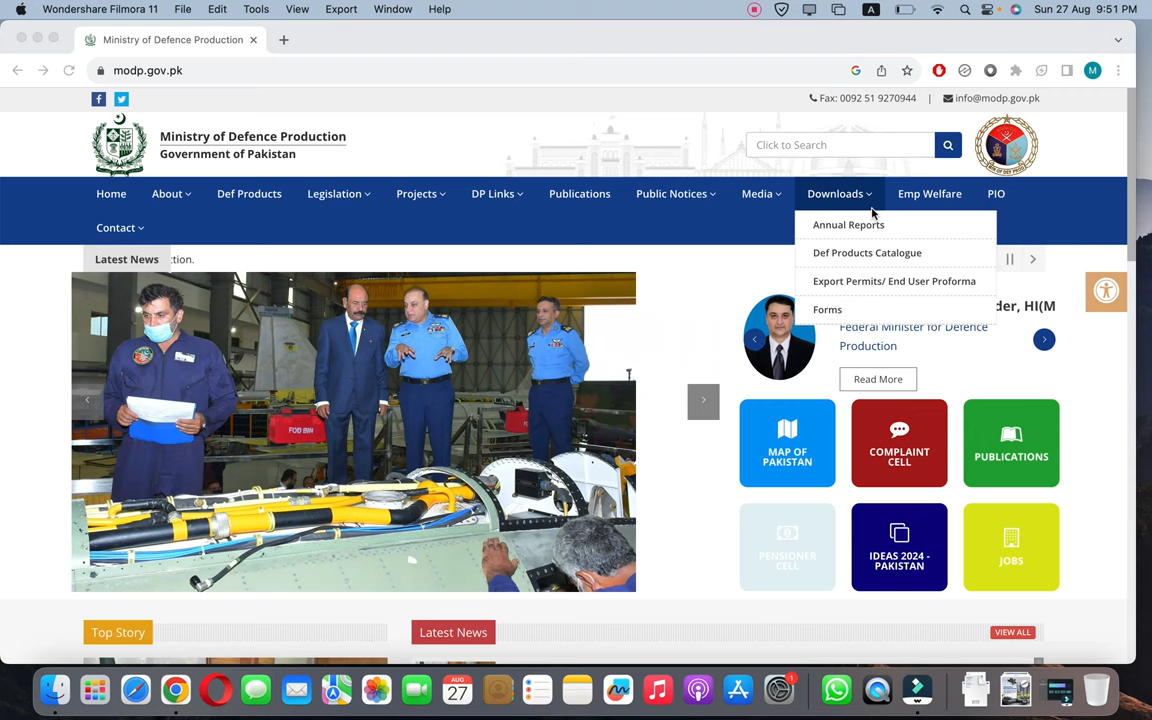 Wondershare Filmora 11 File Edit Tools View Export Window Help A Sun 27 Aug 9:51 PM
Ministry of Defence Production
modp.gov.pk M
f Fax: 0092 51 9270944 | info@modp.gov.pk
Ministry of Defence Production
Government of Pakistan
Click to Search
Home About Def Products Legislation Projects DP Links Publications Public Notices Media Downloads Emp Welfare PIO
Contact
Annual Reports
Def Products Catalogue
Export Permits/ End User Proforma
Forms
Latest News ction.
der, HI(M
Federal Minister for Defence
Production
Read More
FOD BIN
MAP OF
PAKISTAN
COMPLAINT
CELL
PUBLICATIONS
PENSIONER
CELL
IDEAS 2024 -
PAKISTAN
JOBS
Top Story
Latest News
VIEW ALL
AUG
27
1